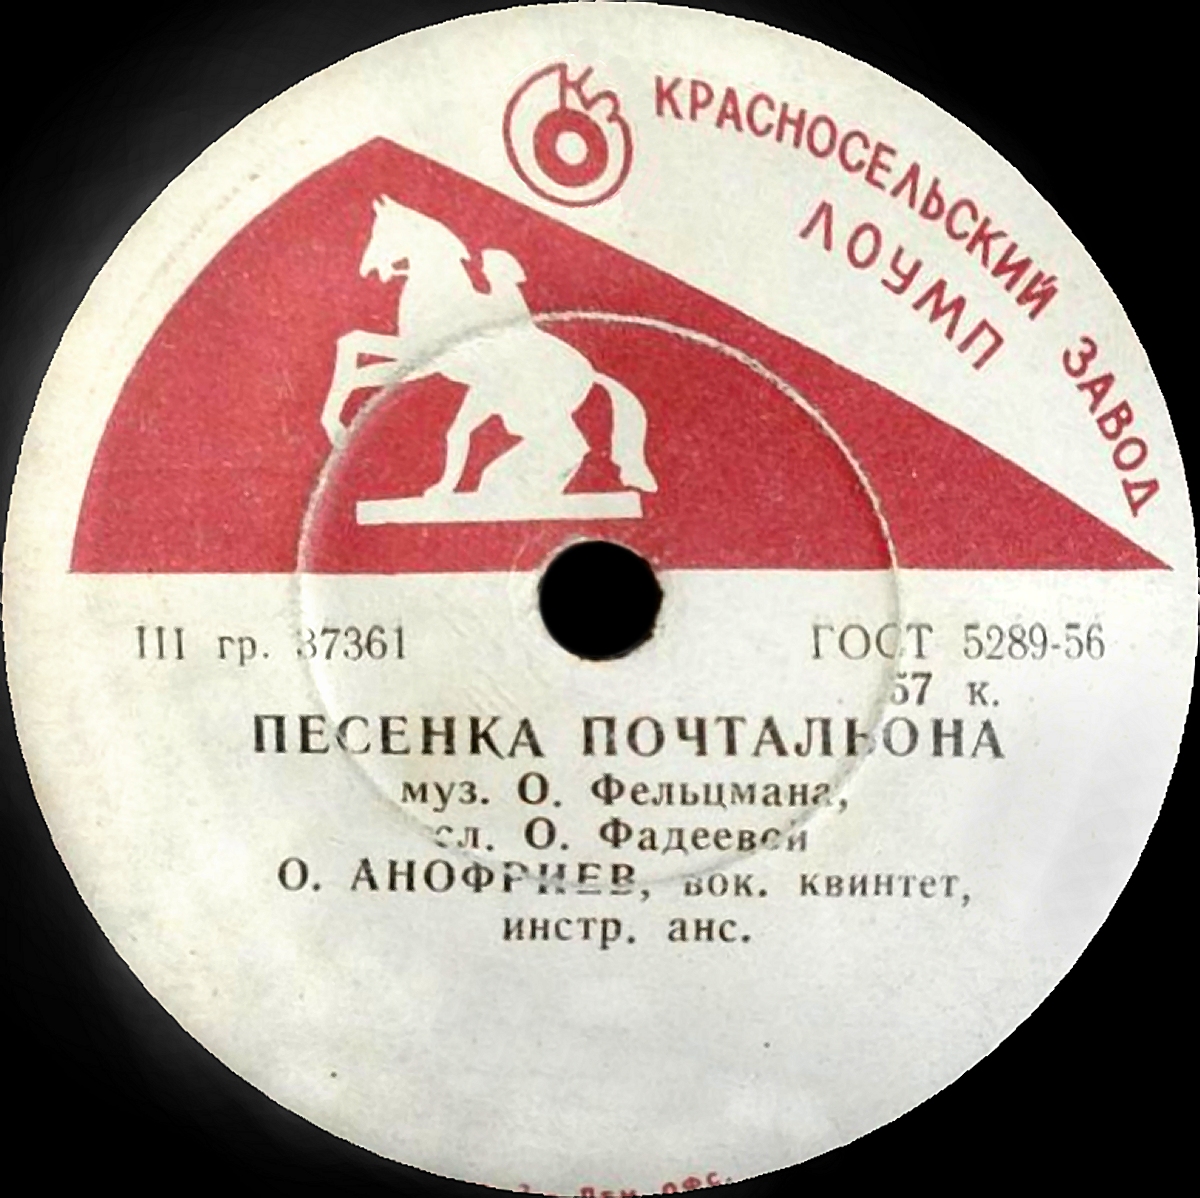 КРАСНОСЕЛЬСКИЙ ЗАВОД
ЛОУМП
III гр. 37361
ГОСТ 5289-56
57 к.
ПЕСЕНКА ПОЧТАЛЬОНА
муз. О. Фельцмана,
сл. О. Фадеевой
О. АНОФРИЕВ, вок. квинтет,
инстр. анс.